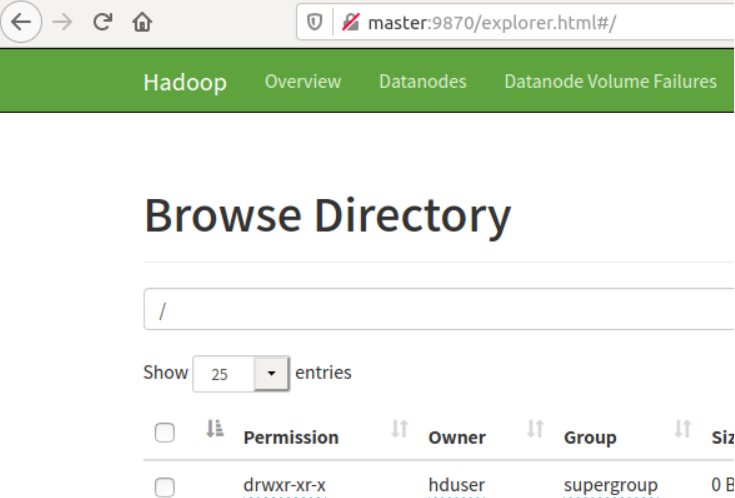 master:9870/explorer.html#/
Hadoop Overview Datanodes Datanode Volume Failures
Browse Directory
/
Show 25 entries
Permission Owner Group
drwxr-xr-x hduser supergroup 0 B